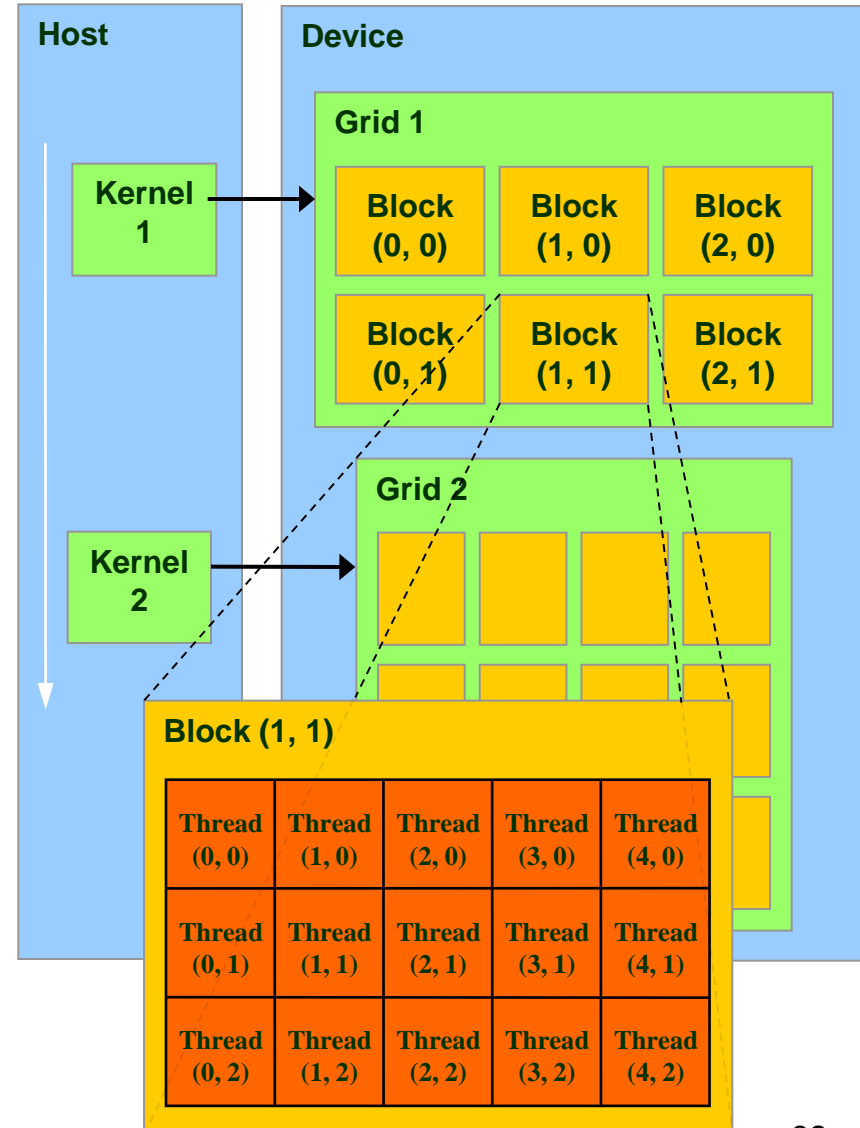 Host
Device
Grid 1
Kernel
1
Block
(0, 0)
Block
(1, 0)
Block
(2, 0)
Block
(0, 1)
Block
(1, 1)
Block
(2, 1)
Grid 2
Kernel
2
Block (1, 1)
Thread
(0, 0)
Thread
(1, 0)
Thread
(2, 0)
Thread
(3, 0)
Thread
(4, 0)
Thread
(0, 1)
Thread
(1, 1)
Thread
(2, 1)
Thread
(3, 1)
Thread
(4, 1)
Thread
(0, 2)
Thread
(1, 2)
Thread
(2, 2)
Thread
(3, 2)
Thread
(4, 2)